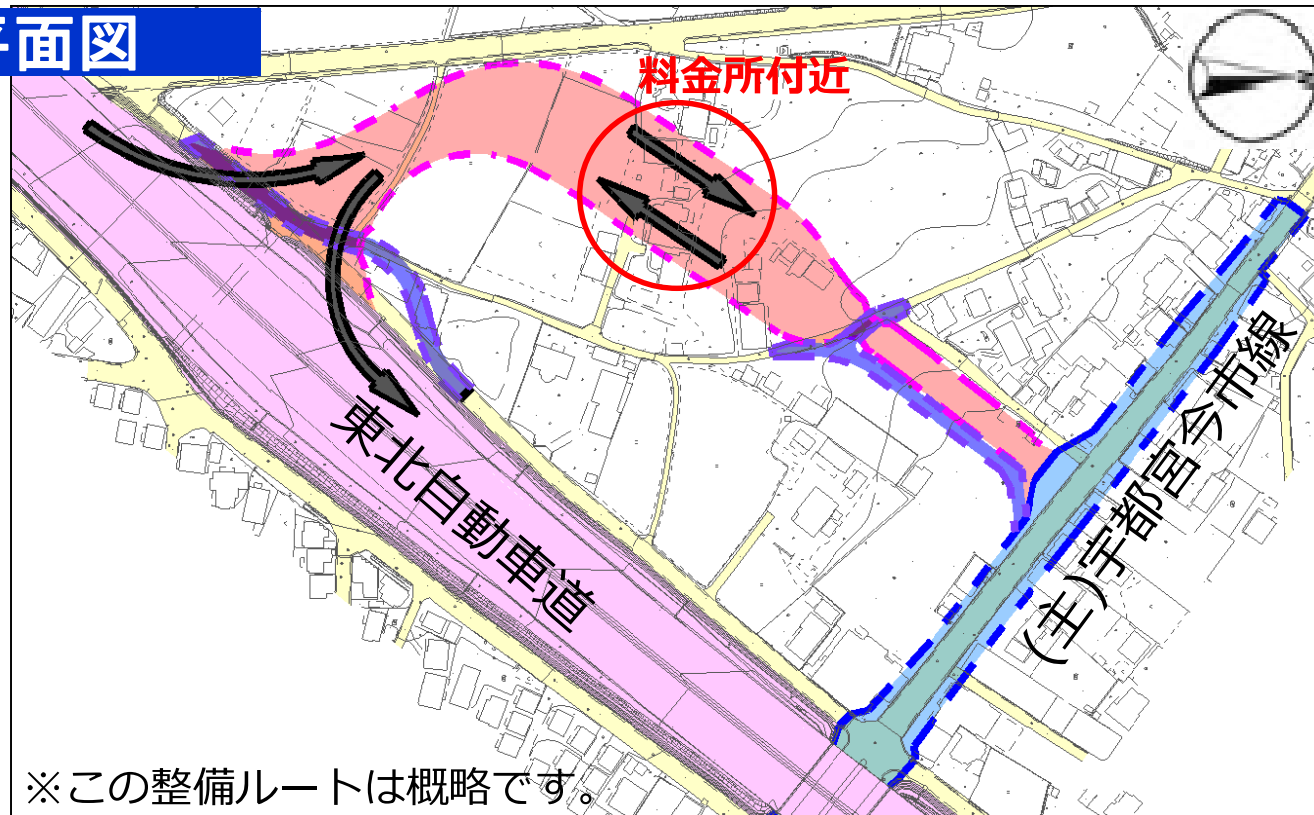 平面図
料金所付近
東北自動車道
(主)宇都宮今市線
※この整備ルートは概略です。